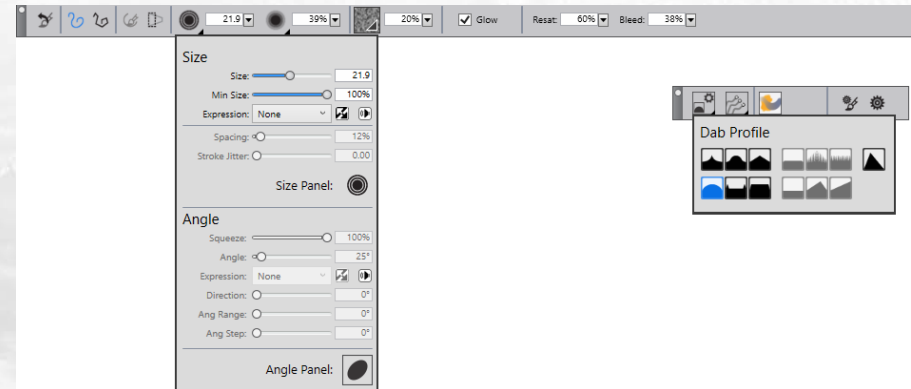 21.9 39% 20% Glow Resat: 60% Bleed: 38%
Size
Size: 21.9
Min Size: 100%
Expression: None
Spacing: 12%
Stroke Jitter: 0.00
Size Panel:
Angle
Squeeze: 100%
Angle: 25°
Expression: None
Direction: 0°
Ang Range: 0°
Ang Step: 0°
Angle Panel:
Dab Profile